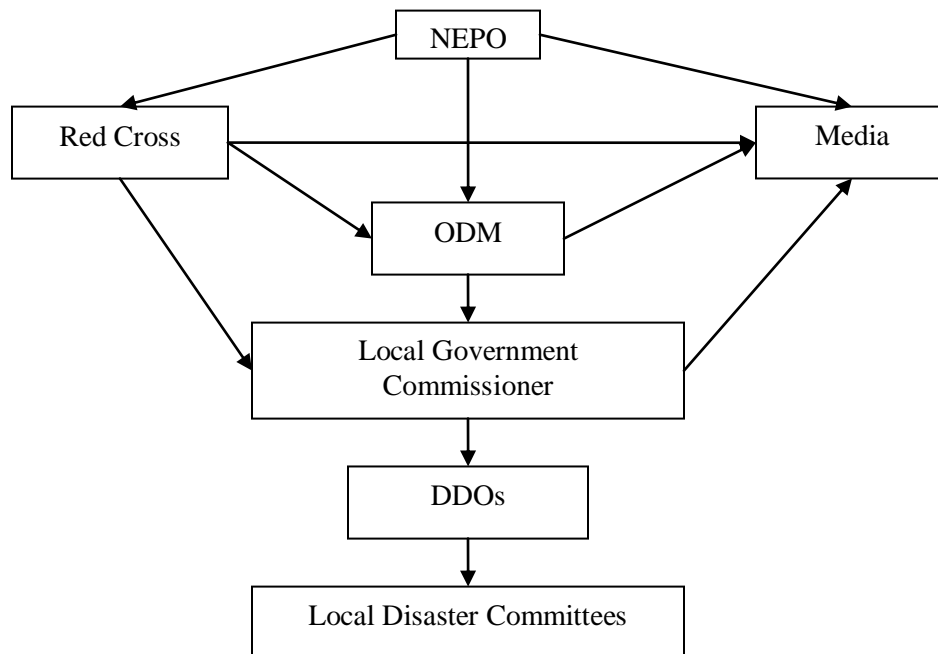 NEPO
Red Cross
Media
ODM
Local Government
Commissioner
DDOs
Local Disaster Committees